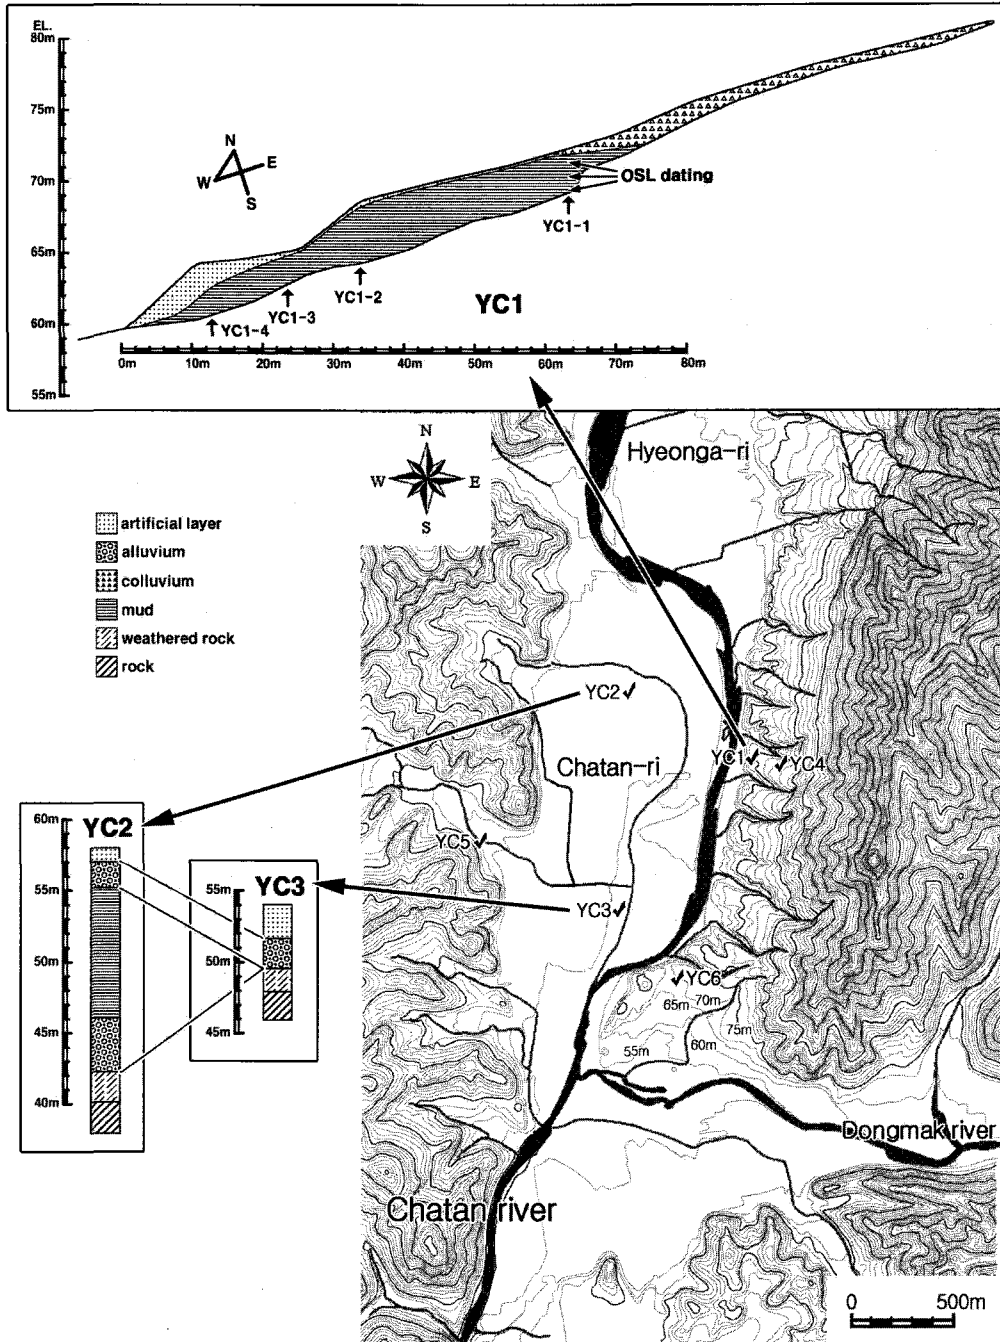 EL.
80m
75m
70m
65m
60m
55m
N
E
W
S
OSL dating
YC1-1
YC1-2
YC1-3
YC1-4
YC1
0m
10m
20m
30m
40m
50m
60m
70m
80m
N
W
E
S
artificial layer
alluvium
colluvium
mud
weathered rock
rock
Hyeonga-ri
YC2
Chatan-ri
YC1
YC4
YC5
YC3
YC6
65m
70m
75m
60m
55m
Dongmak river
Chatan river
60m
YC2
55m
50m
45m
40m
55m
YC3
50m
45m
0
500m